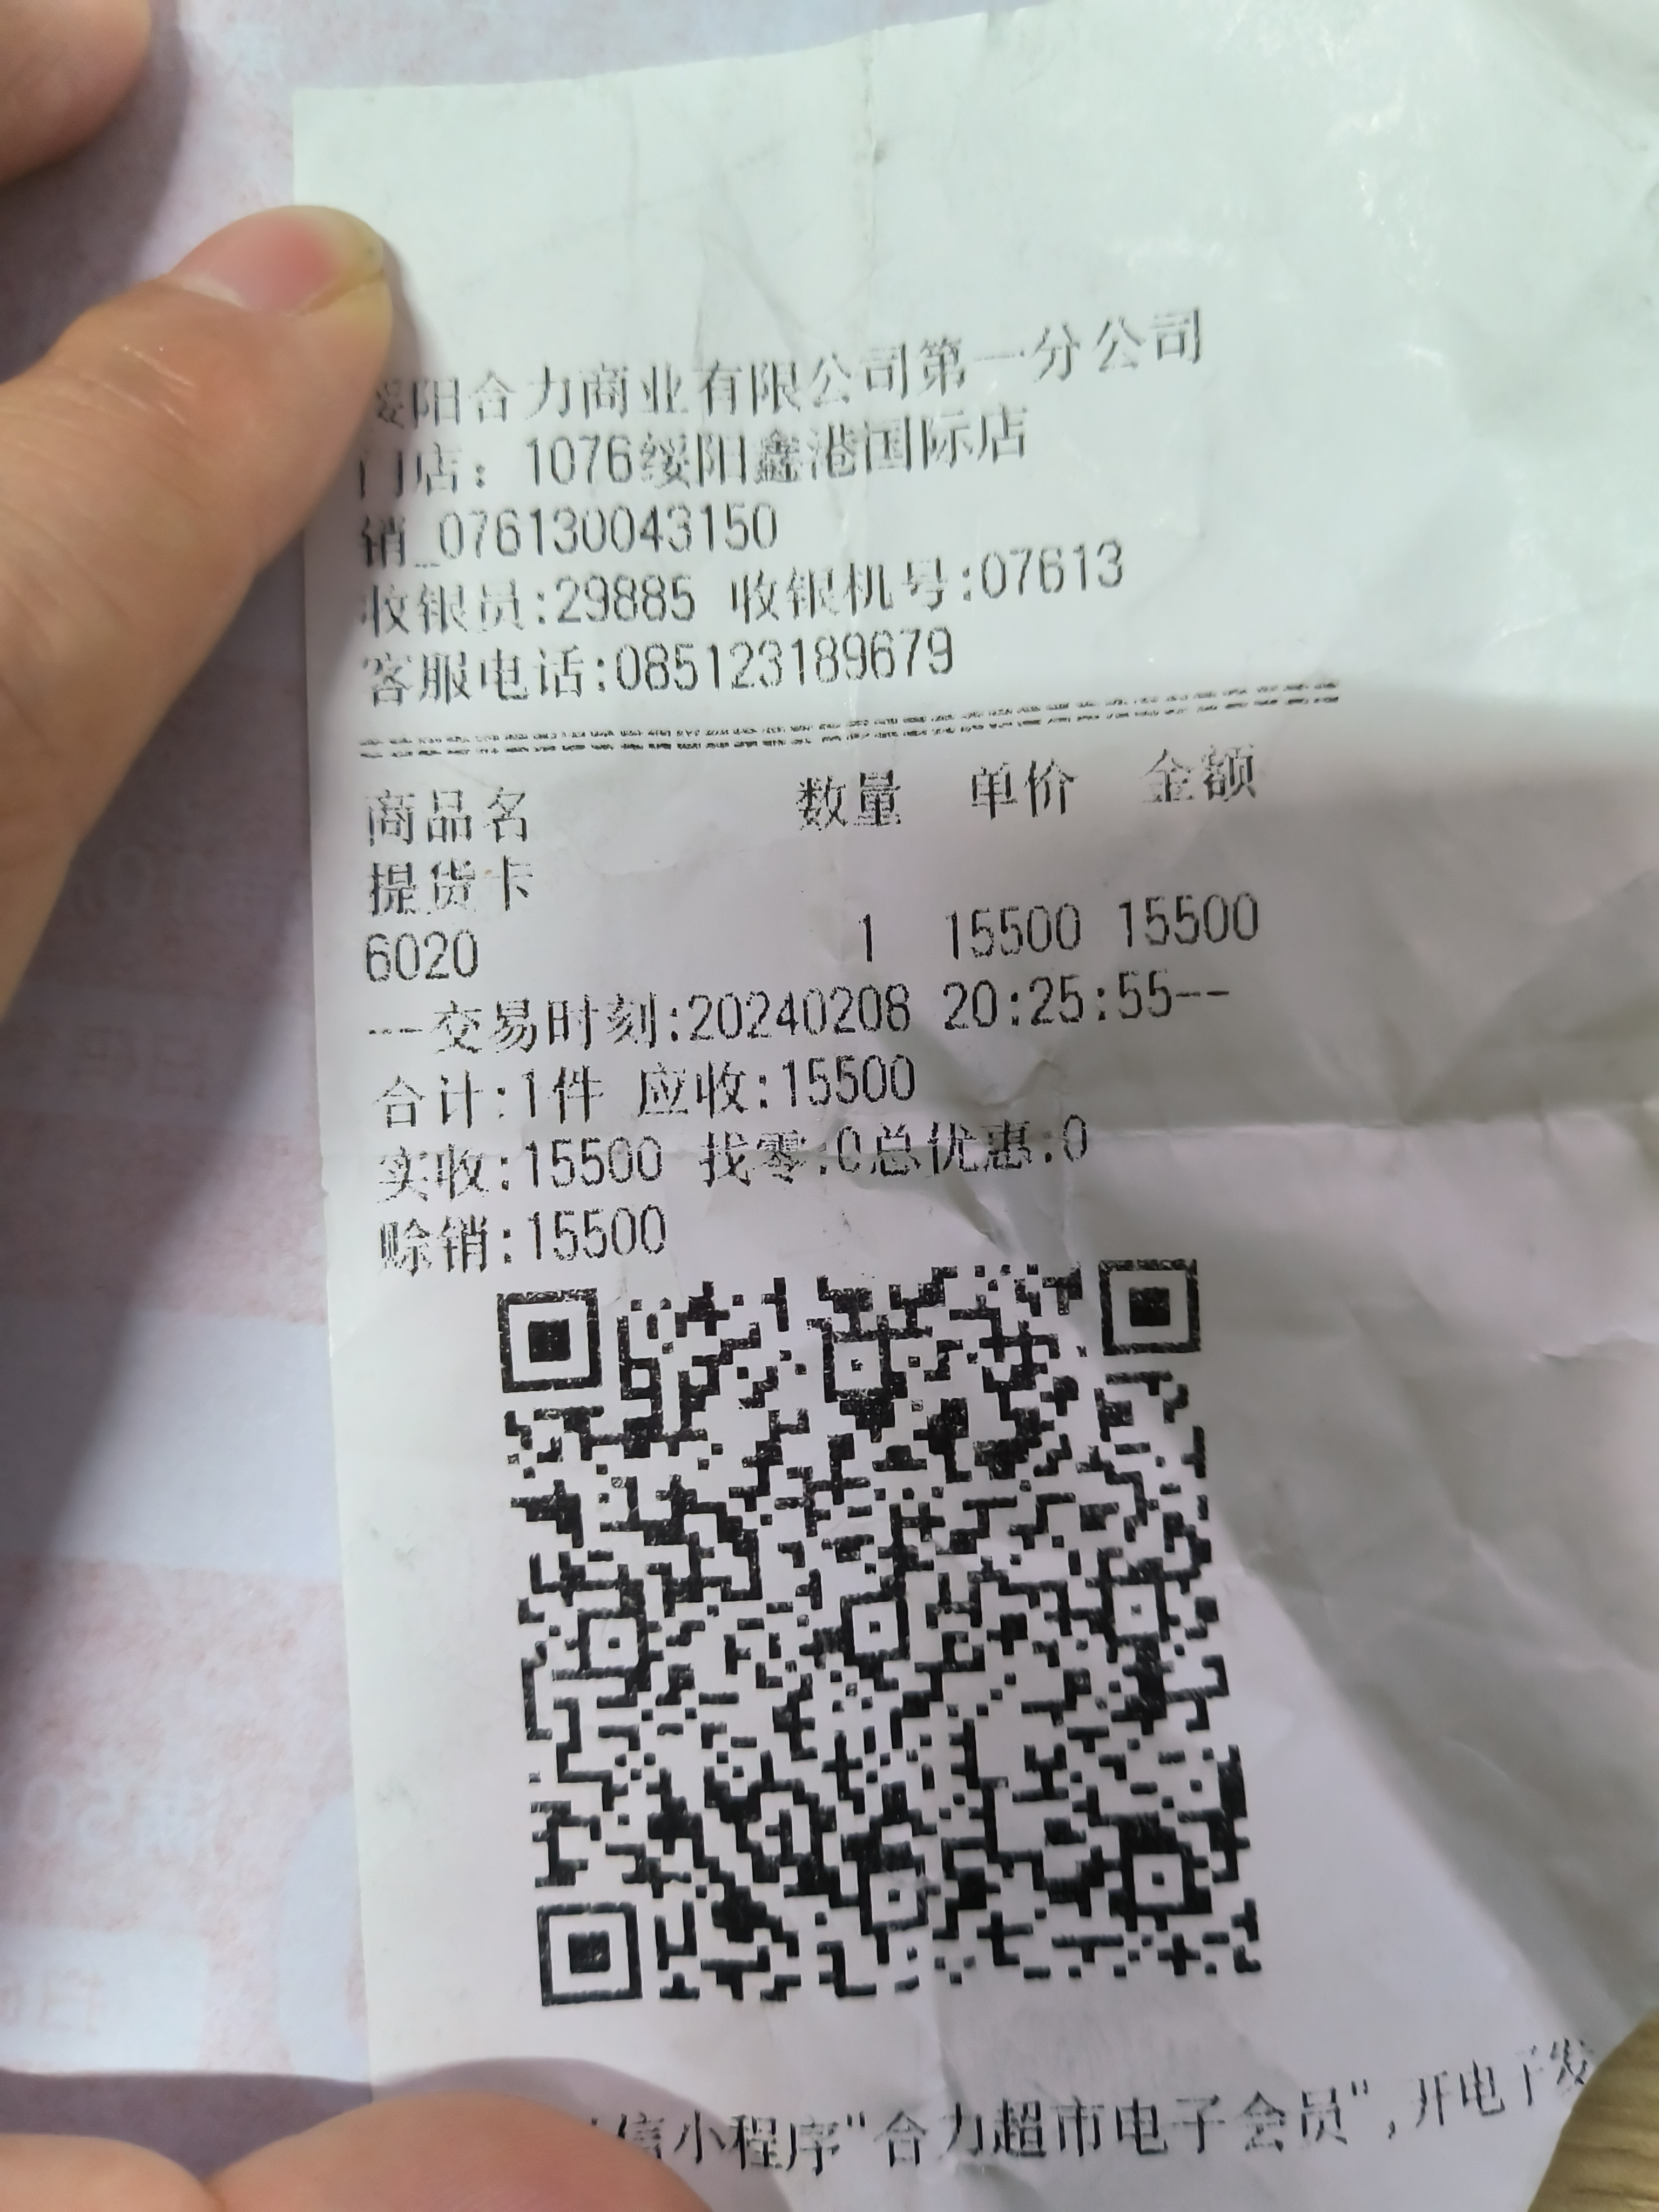 绥阳合力商业有限公司第一分公司
门店：1076绥阳鑫港国际店
销_076130043150
收银员:29885 收银机号:07613
客服电话:085123189679
商品名 数量 单价 金额
提货卡
6020 1 15500 15500
---交易时刻:20240208 20:25:55--
合计:1件 应收:15500
实收:15500 找零:0总优惠:0
赊销:15500
信小程序"合力超市电子会员",开电子发